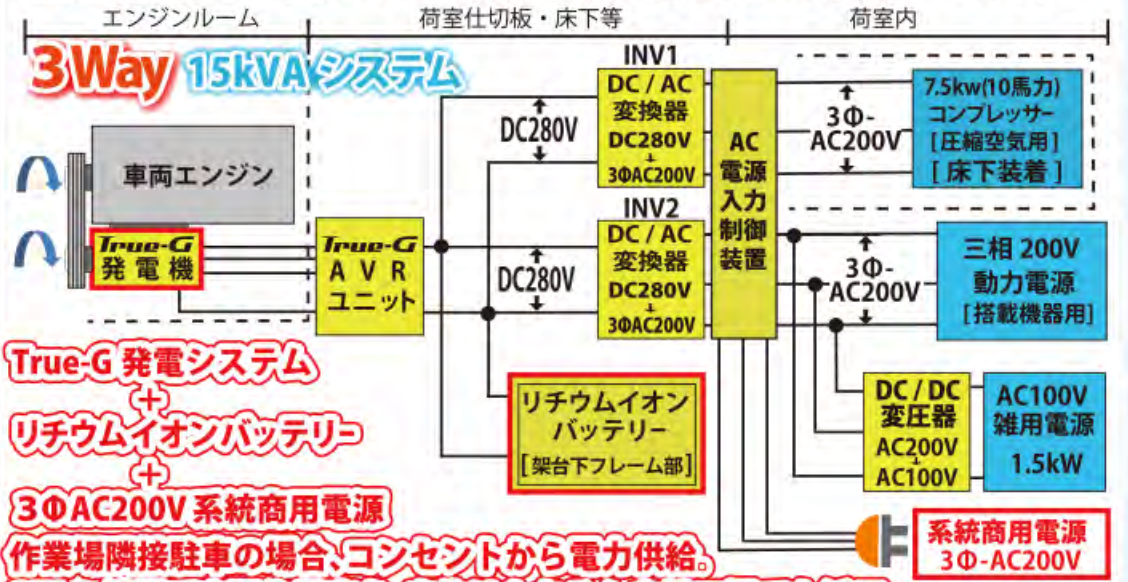 エンジンルーム
荷室仕切板・床下等
荷室内
3Way 15kVAシステム
車両エンジン
True-G
発電機
True-G
AVR
ユニット
DC280V
DC280V
INV1
DC / AC
変換器
DC280V
↓
3ΦAC200V
INV2
DC / AC
変換器
DC280V
↓
3ΦAC200V
AC
電源
入力
制御
装置
3Φ-
AC200V
7.5kw(10馬力)
コンプレッサー
[圧縮空気用]
[床下装着]
3Φ-
AC200V
三相 200V
動力電源
[搭載機器用]
リチウムイオン
バッテリー
[架台下フレーム部]
DC / DC
変圧器
AC200V
↓
AC100V
AC100V
雑用電源
1.5kW
系統商用電源
3Φ-AC200V
True-G 発電システム
+
リチウムイオンバッテリー
+
3ΦAC200V 系統商用電源
作業場隣接駐車の場合、コンセントから電力供給。